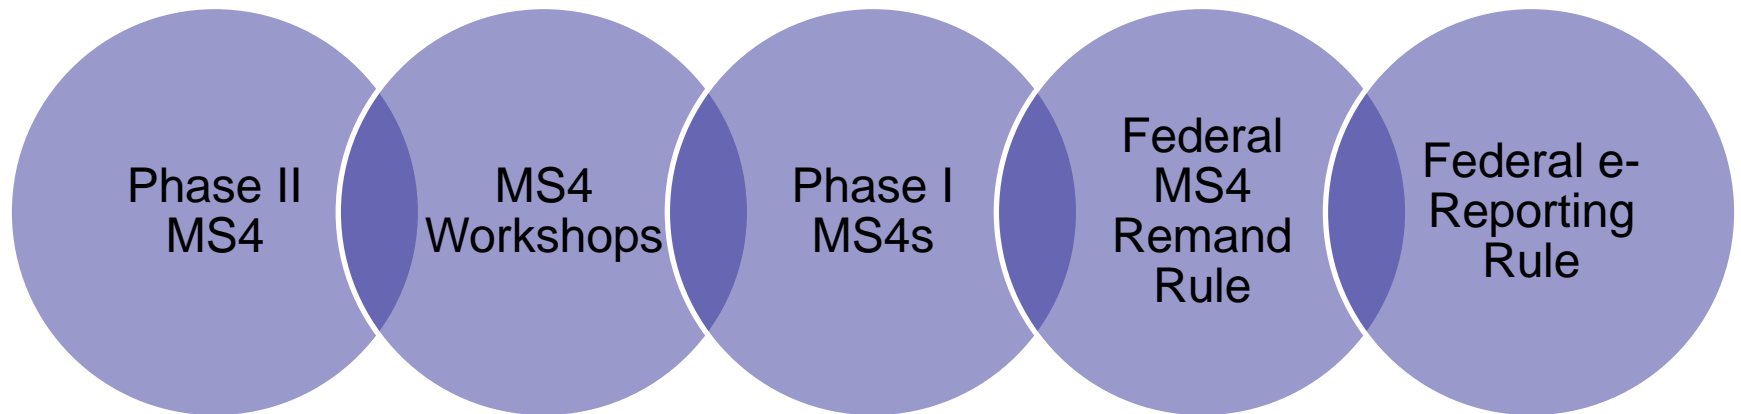 Phase II
MS4
MS4
Workshops
Phase I
MS4s
Federal
MS4
Remand
Rule
Federal e-
Reporting
Rule